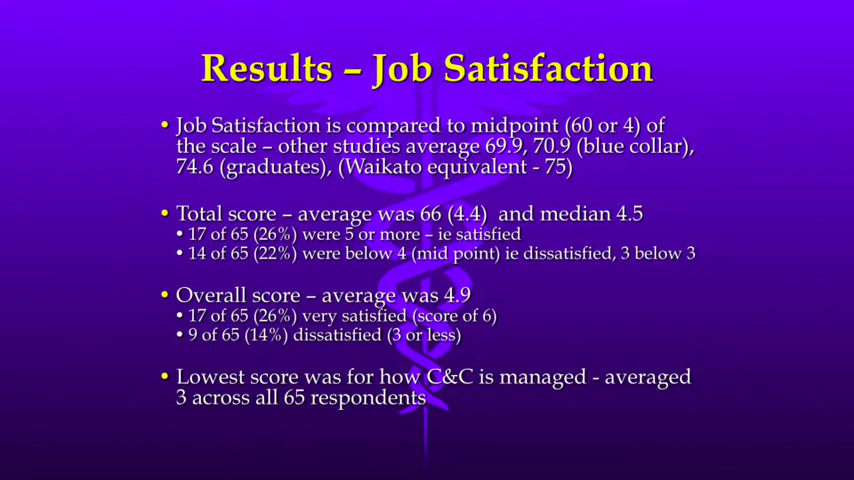 Results – Job Satisfaction
• Job Satisfaction is compared to midpoint (60 or 4) of
the scale – other studies average 69.9, 70.9 (blue collar),
74.6 (graduates), (Waikato equivalent - 75)
• Total score – average was 66 (4.4) and median 4.5
• 17 of 65 (26%) were 5 or more – ie satisfied
• 14 of 65 (22%) were below 4 (mid point) ie dissatisfied, 3 below 3
• Overall score – average was 4.9
• 17 of 65 (26%) very satisfied (score of 6)
• 9 of 65 (14%) dissatisfied (3 or less)
• Lowest score was for how C&C is managed - averaged
3 across all 65 respondents